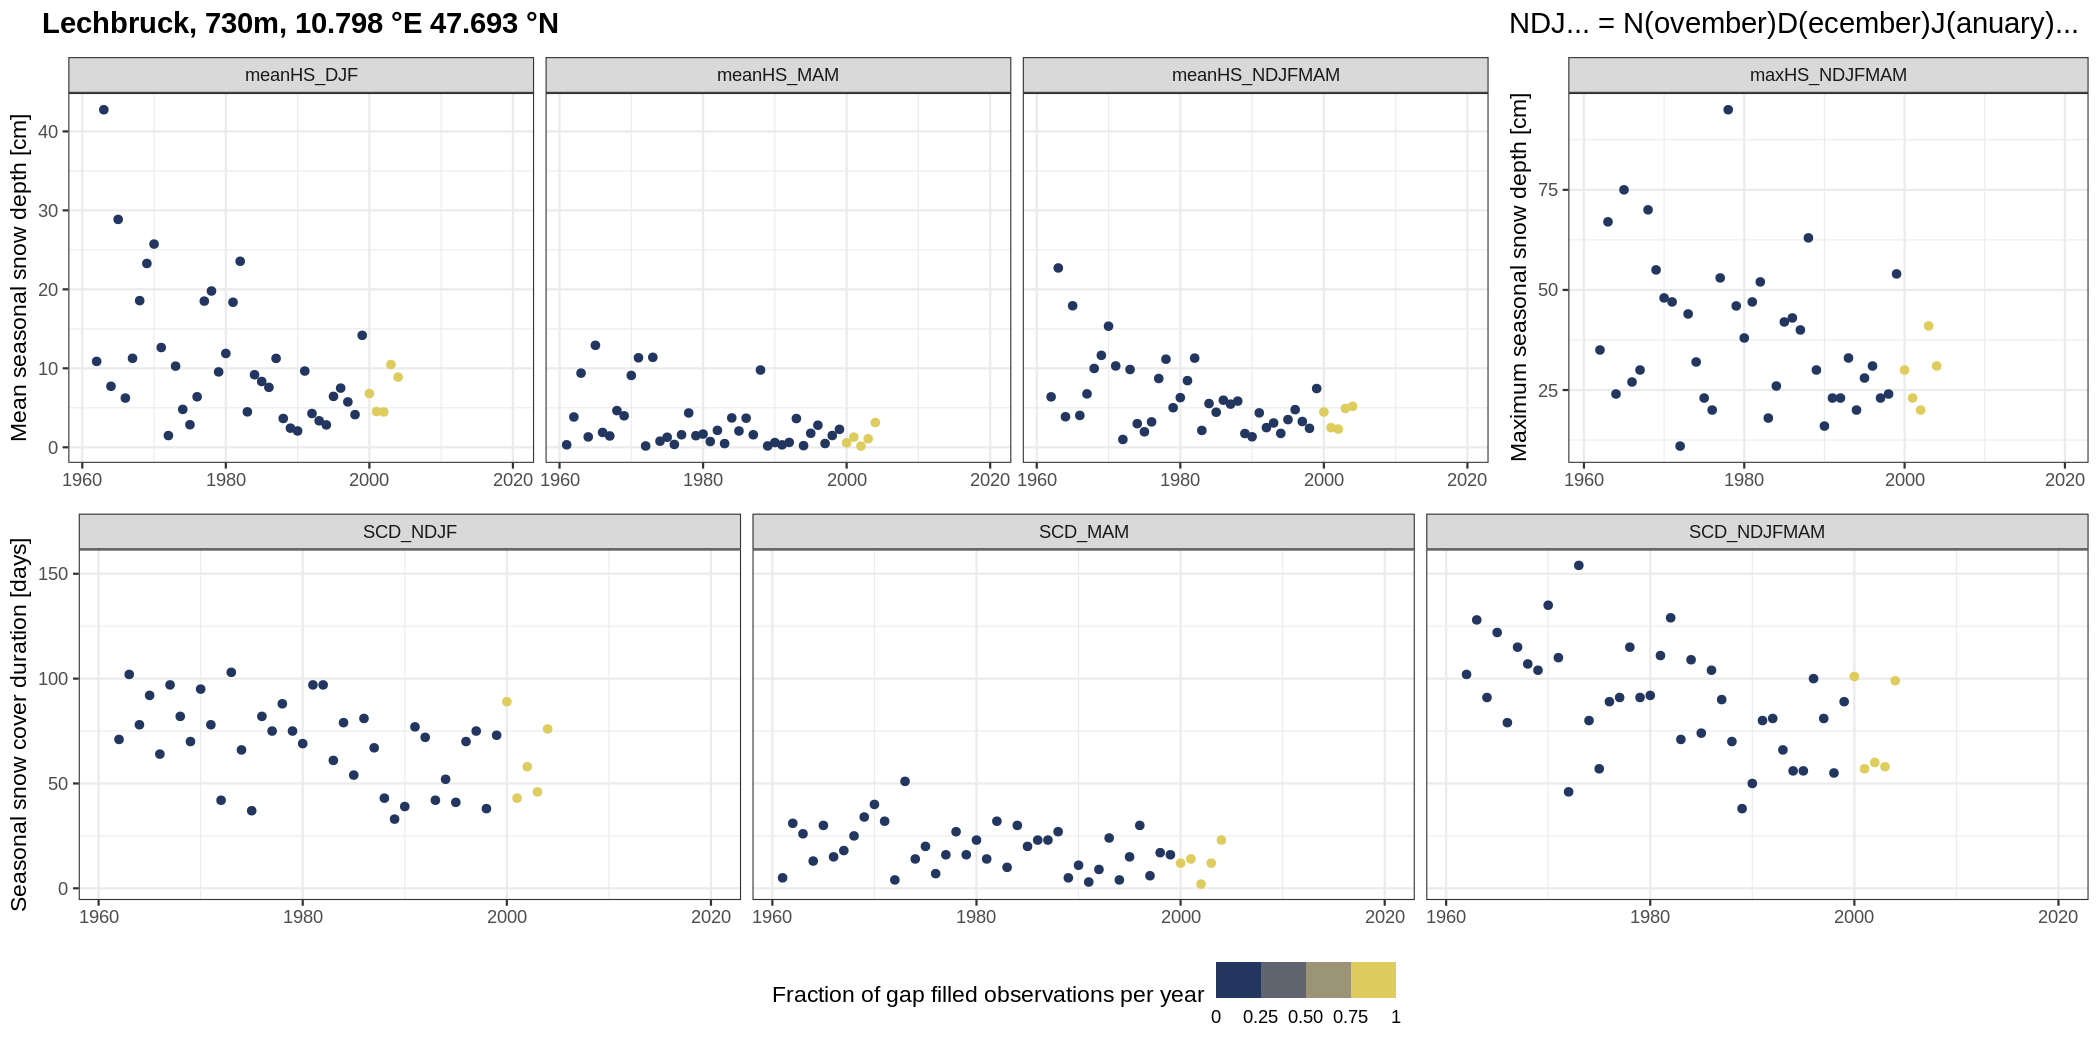 Lechbruck, 730m, 10.798 °E 47.693 °N
NDJ... = N(ovember)D(ecember)J(anuary)...
meanHS_DJF
meanHS_MAM
meanHS_NDJFMAM
maxHS_NDJFMAM
Mean seasonal snow depth [cm]
40
30
20
10
0
1960 1980 2000 2020
1960 1980 2000 2020
1960 1980 2000 2020
Maximum seasonal snow depth [cm]
75
50
25
1960 1980 2000 2020
SCD_NDJF
SCD_MAM
SCD_NDJFMAM
Seasonal snow cover duration [days]
150
100
50
0
1960 1980 2000 2020
1960 1980 2000 2020
1960 1980 2000 2020
Fraction of gap filled observations per year
0 0.25 0.50 0.75 1